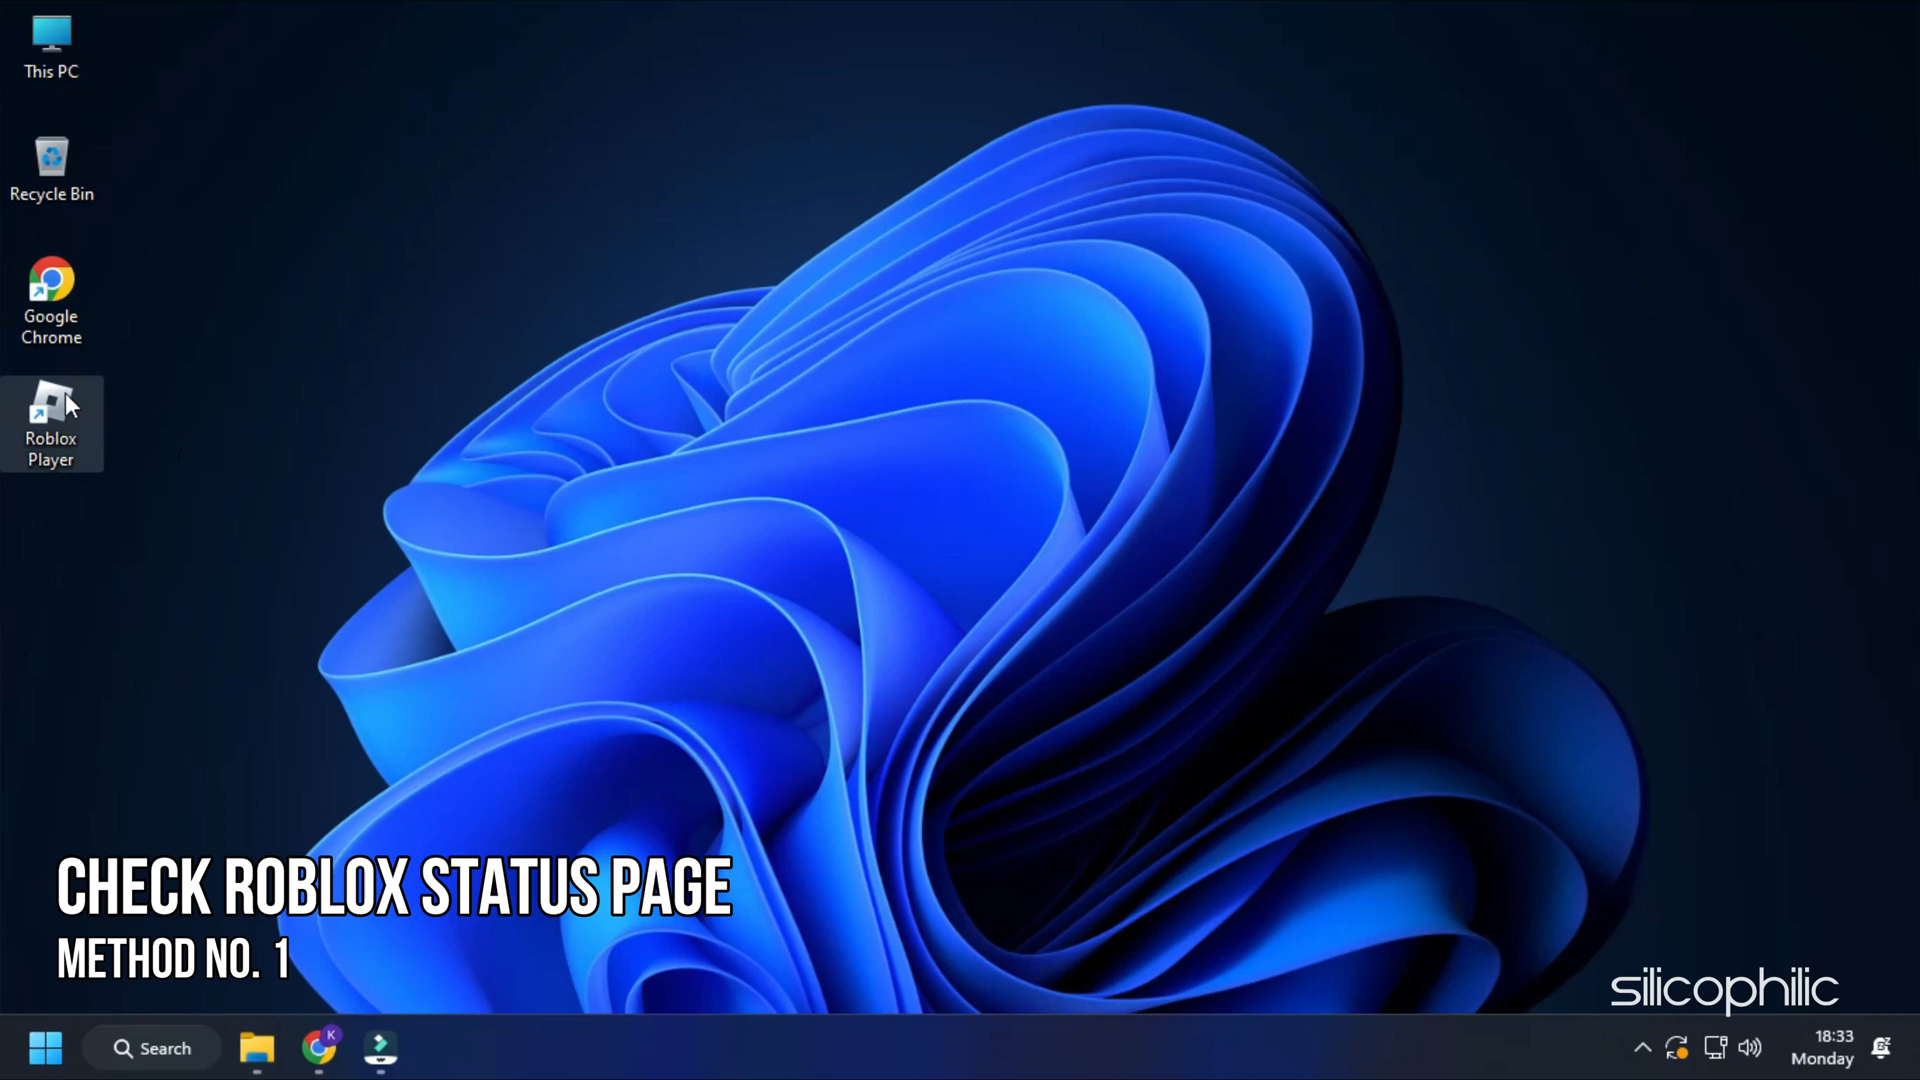 This PC
Recycle Bin
Google
Chrome
Roblox
Player
CHECK ROBLOX STATUS PAGE
METHOD NO. 1
silicophilic
Search
K
18:33
Monday